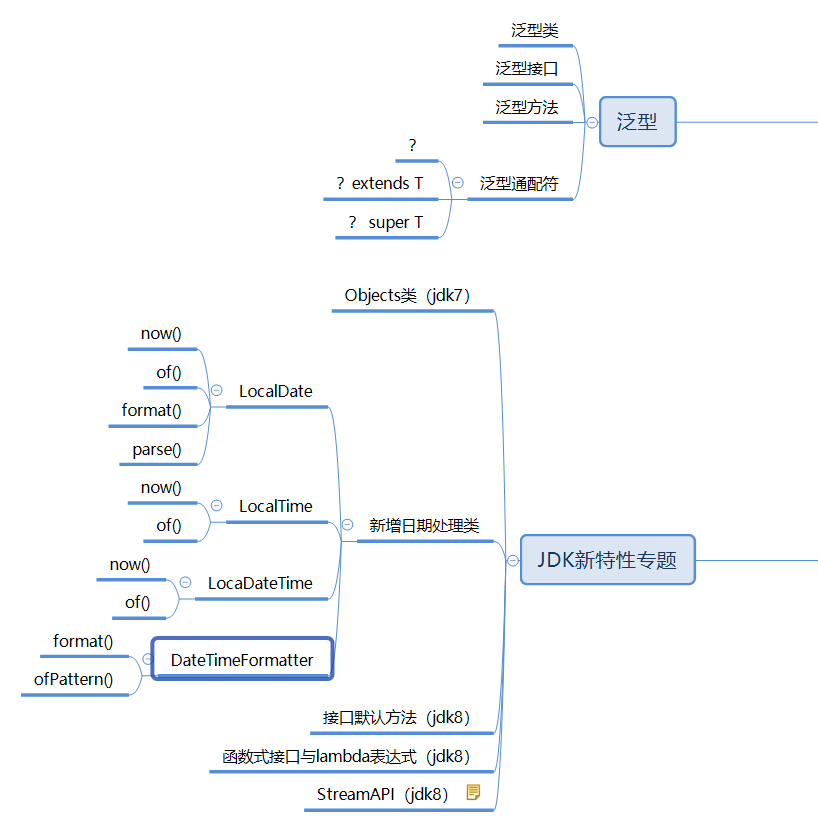 泛型类
泛型接口
泛型方法
泛型
？
泛型通配符
？extends T
？ super T
Objects类（jdk7）
now()
of()
LocalDate
format()
parse()
now()
LocalTime
of()
新增日期处理类
JDK新特性专题
now()
LocaDateTime
of()
format()
DateTimeFormatter
ofPattern()
接口默认方法（jdk8）
函数式接口与lambda表达式（jdk8）
StreamAPI（jdk8）